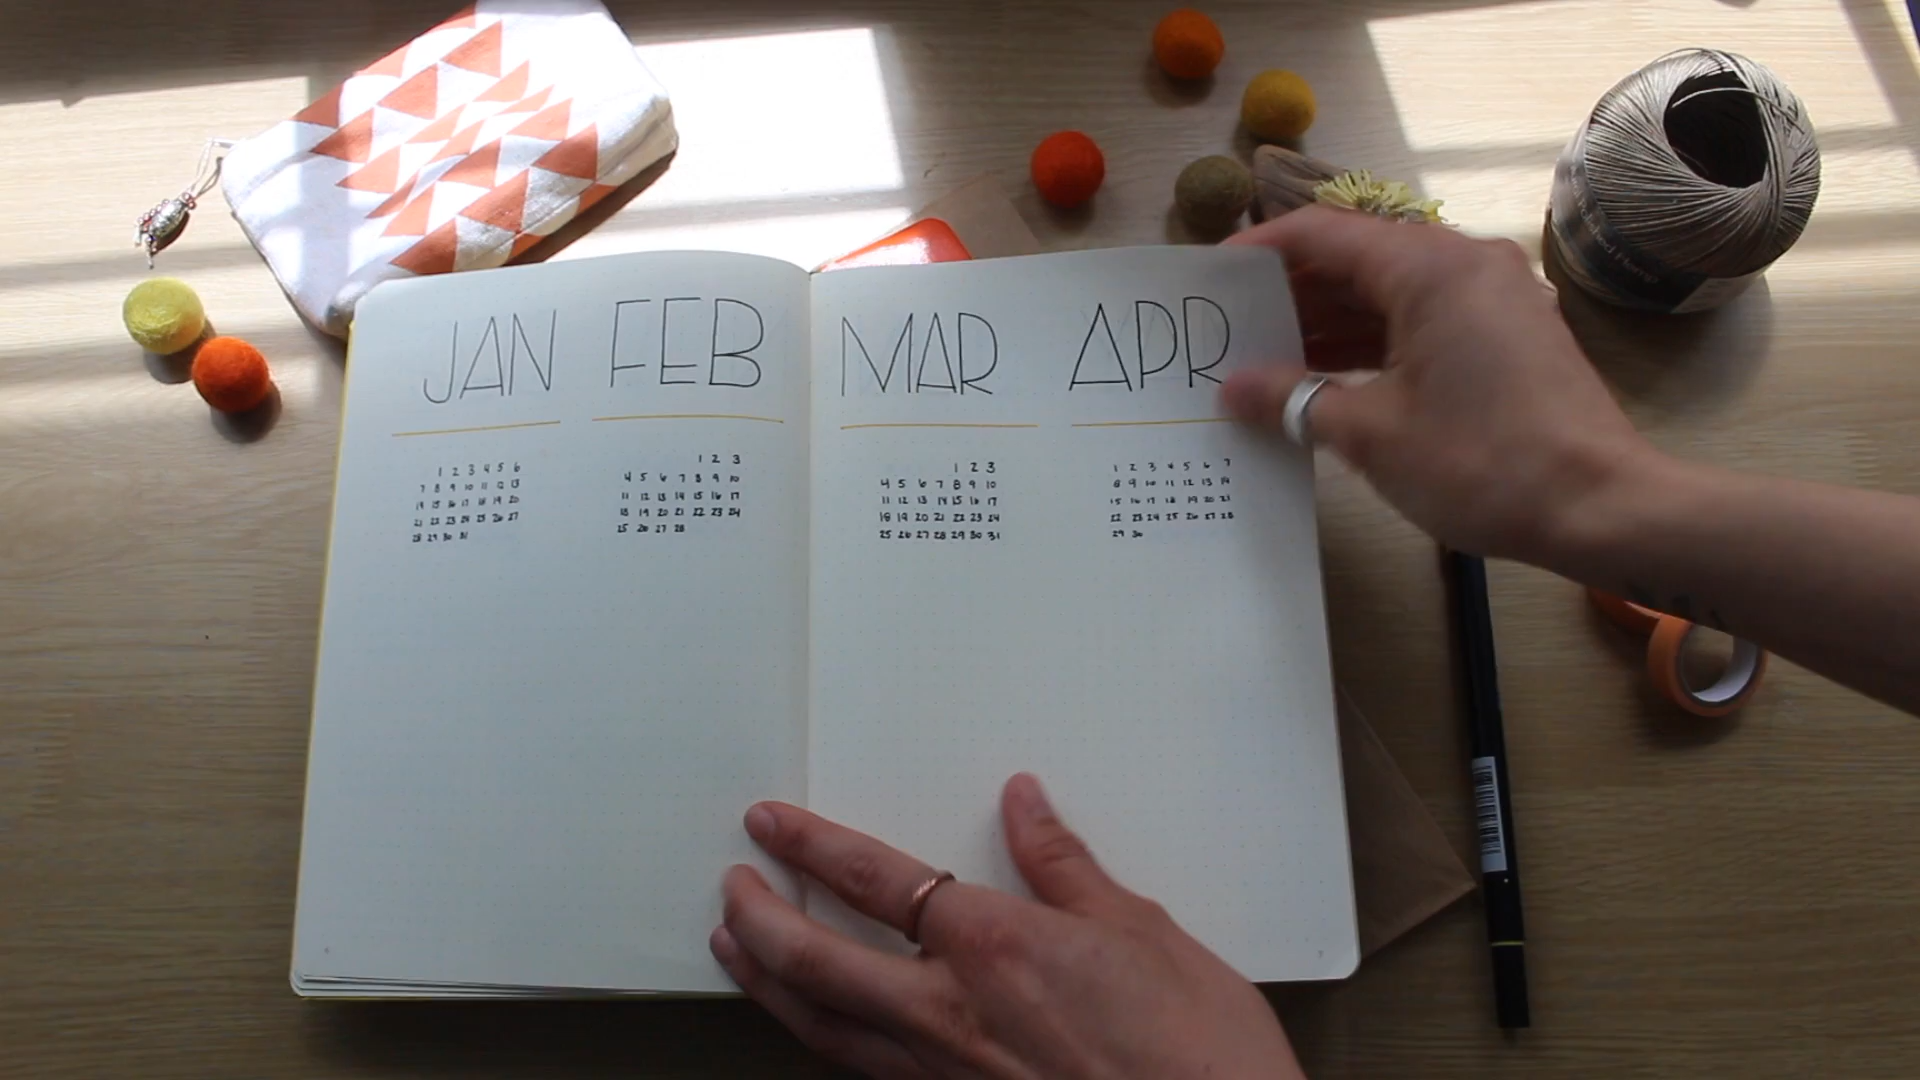 JAN
1 2 3 4 5 6
7 8 9 10 11 12 13
14 15 16 17 18 19 20
21 22 23 24 25 26 27
28 29 30 31
FEB
1 2 3
4 5 6 7 8 9 10
11 12 13 14 15 16 17
18 19 20 21 22 23 24
25 26 27 28
MAR
1 2 3
4 5 6 7 8 9 10
11 12 13 14 15 16 17
18 19 20 21 22 23 24
25 26 27 28 29 30 31
APR
1 2 3 4 5 6 7
8 9 10 11 12 13 14
15 16 17 18 19 20 21
22 23 24 25 26 27 28
29 30
6
7